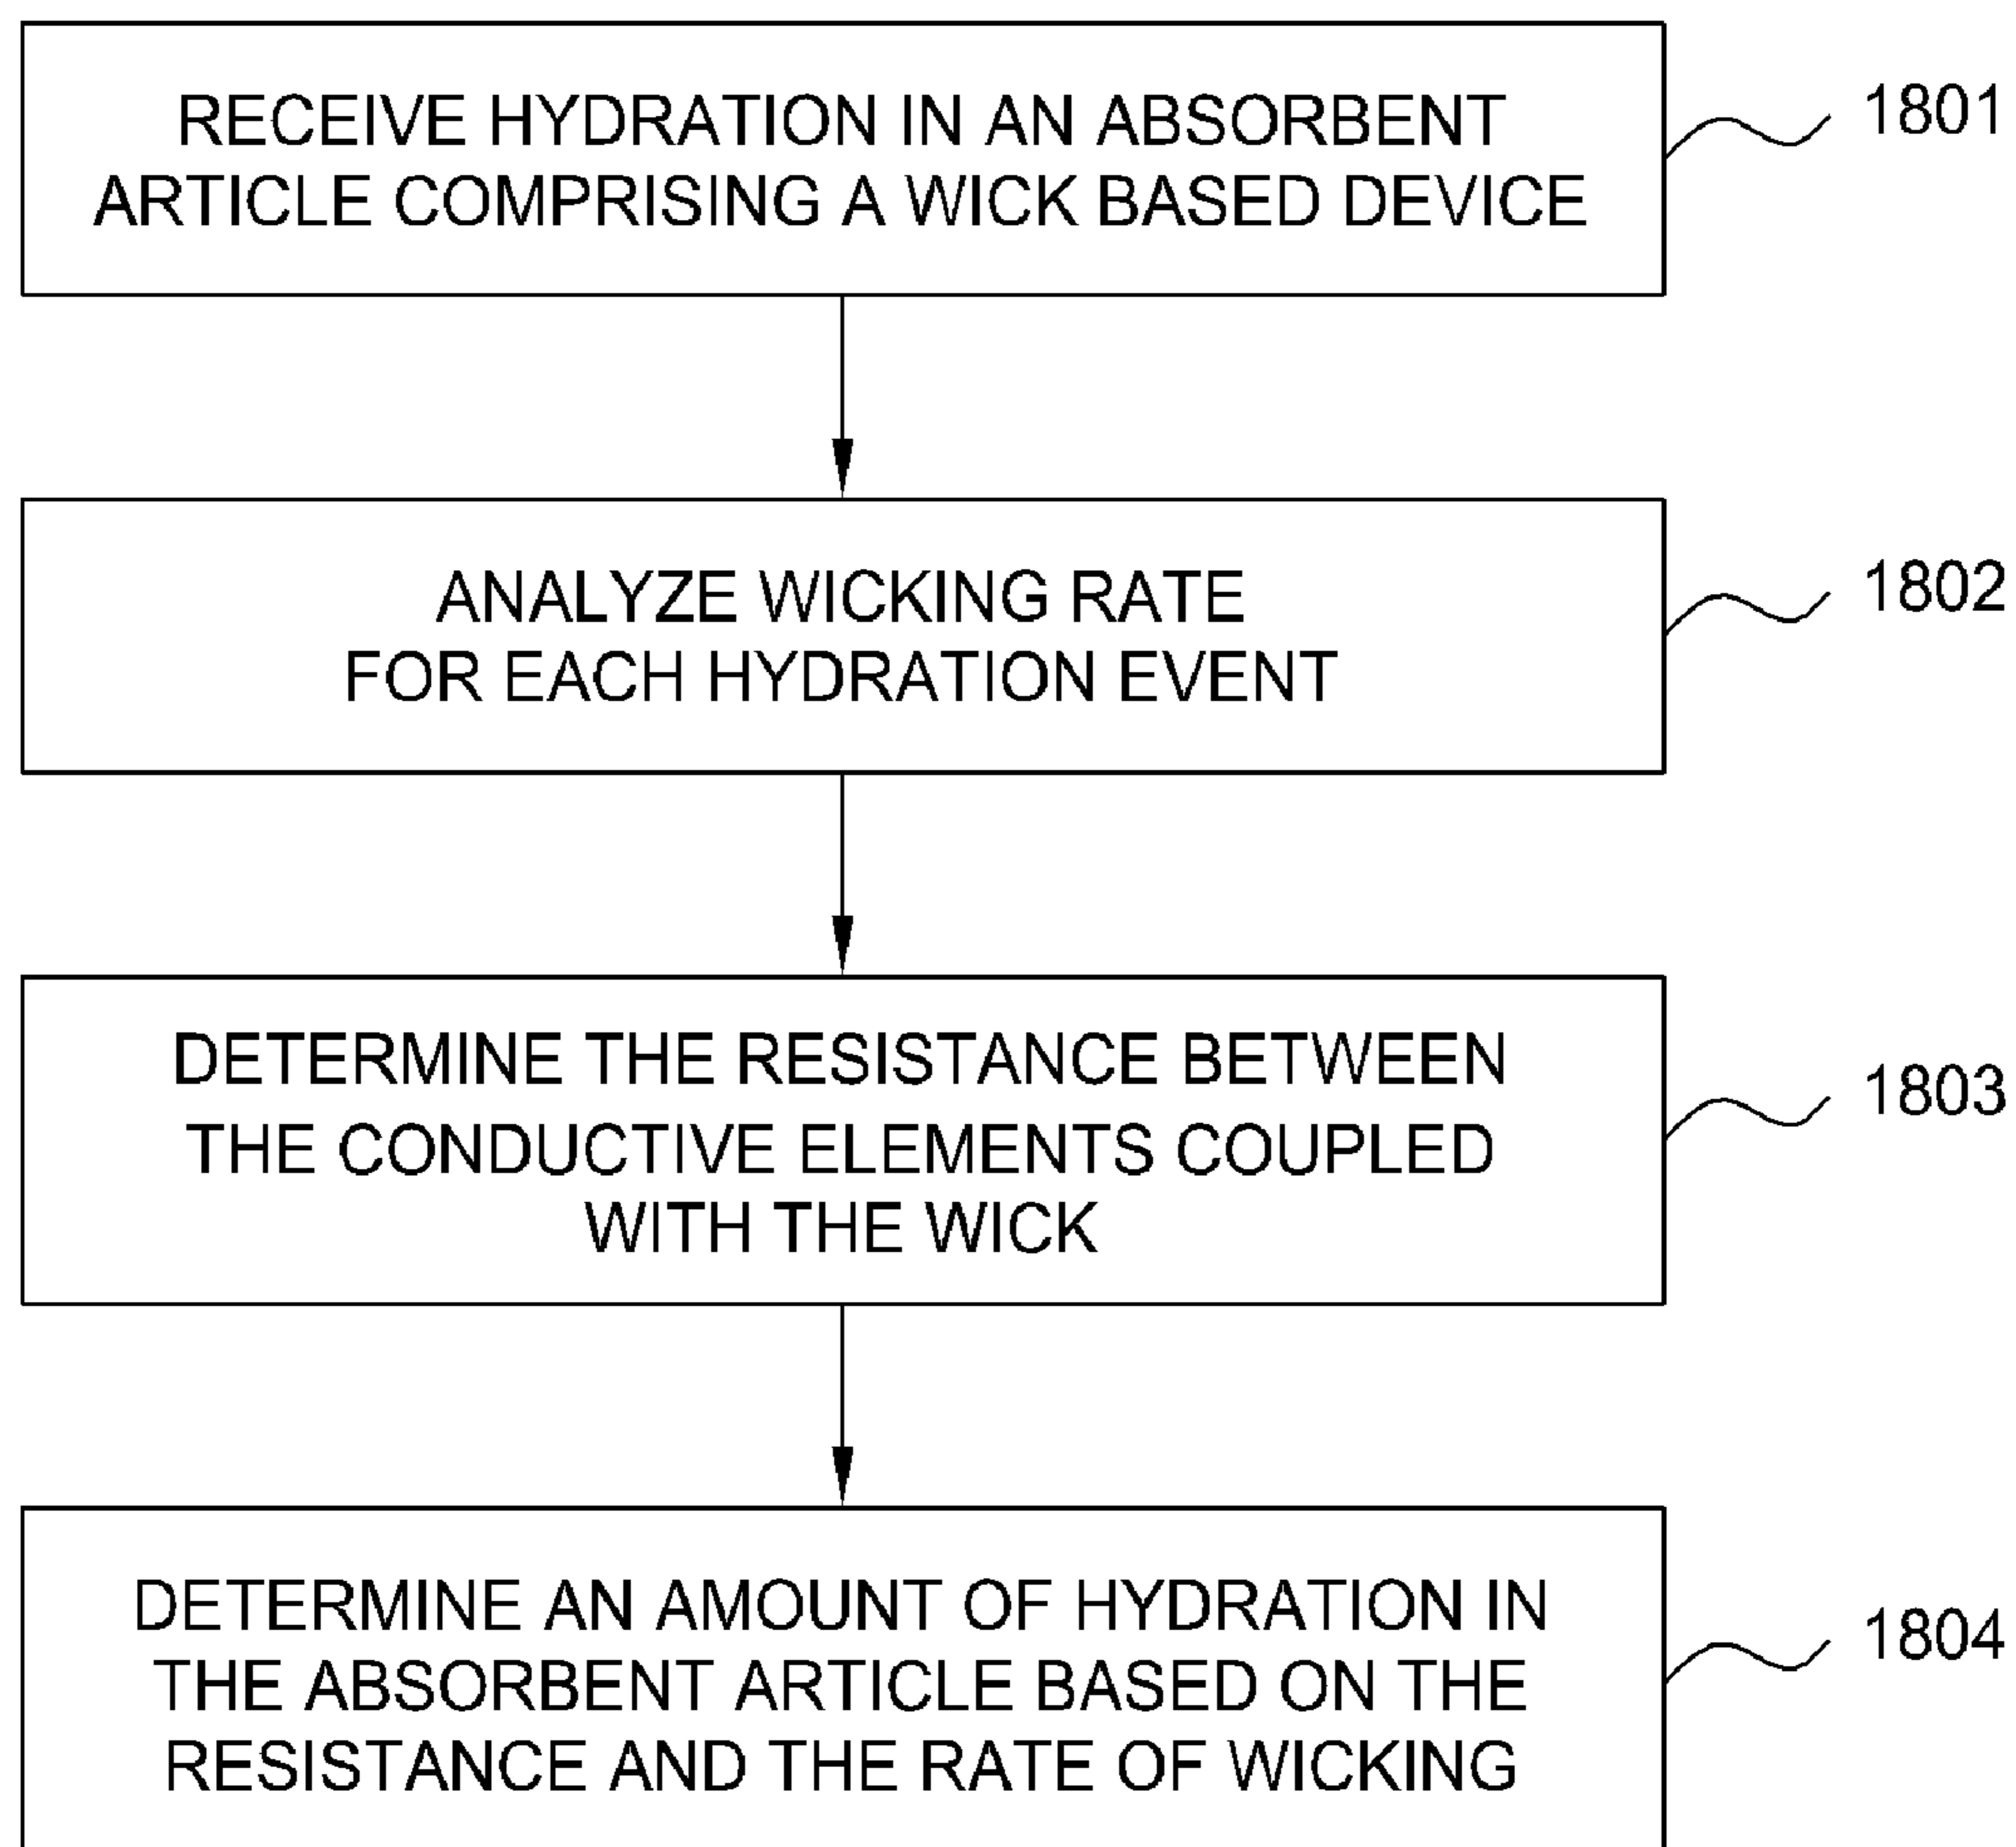 RECEIVE HYDRATION IN AN ABSORBENT
ARTICLE COMPRISING A WICK BASED DEVICE
1801
ANALYZE WICKING RATE
FOR EACH HYDRATION EVENT
1802
DETERMINE THE RESISTANCE BETWEEN
THE CONDUCTIVE ELEMENTS COUPLED
WITH THE WICK
1803
DETERMINE AN AMOUNT OF HYDRATION IN
THE ABSORBENT ARTICLE BASED ON THE
RESISTANCE AND THE RATE OF WICKING
1804